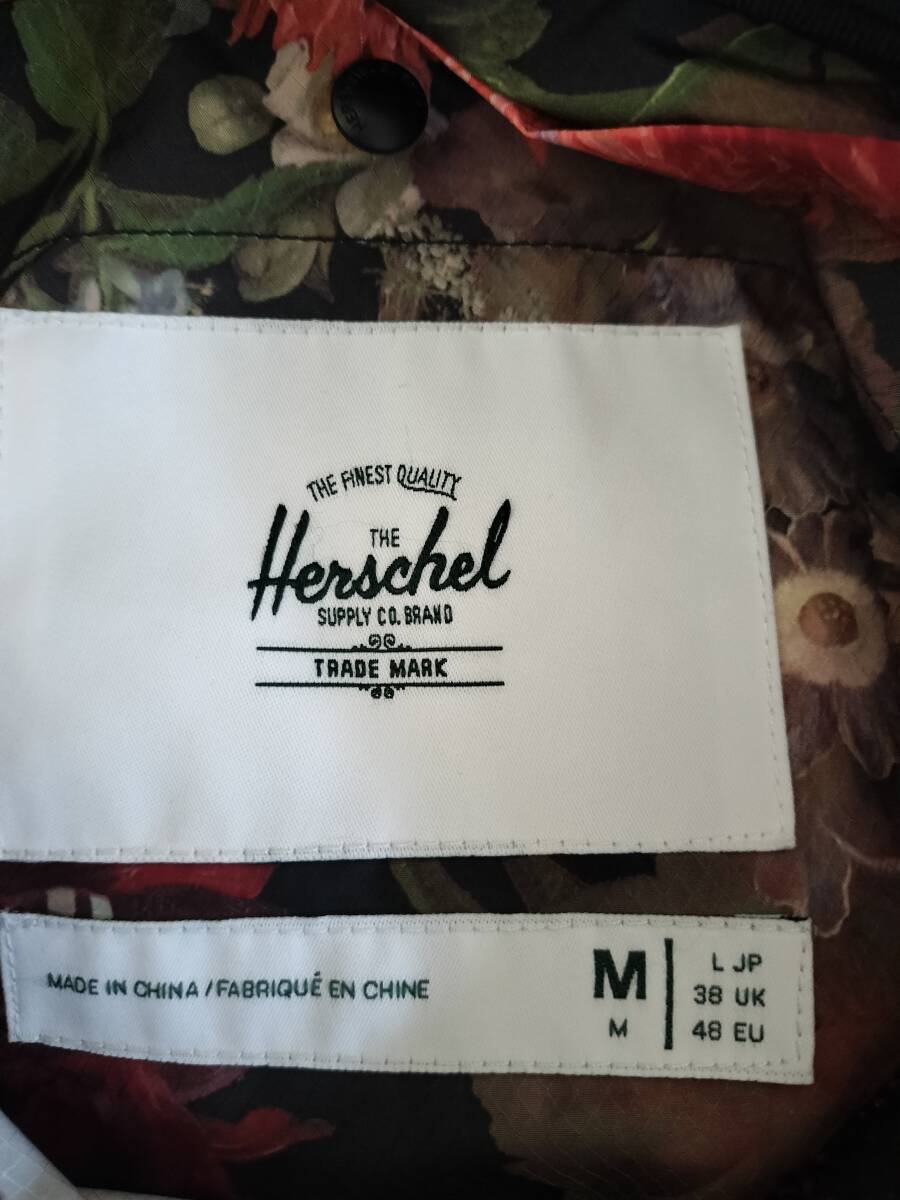 THE FINEST QUALITY
THE
Herschel
SUPPLY CO. BRAND
TRADE MARK
MADE IN CHINA / FABRIQUÉ EN CHINE
M
M
L JP
38 UK
48 EU